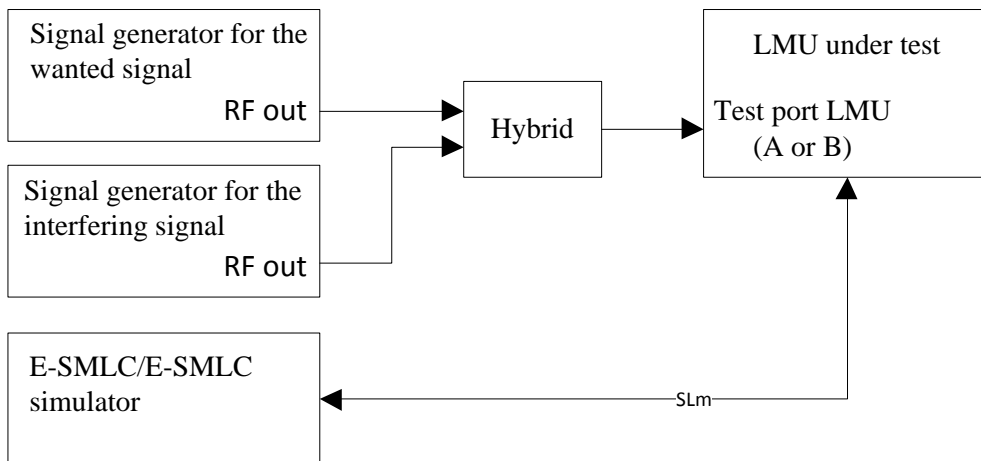 Signal generator for the
wanted signal
RF out
Signal generator for the
interfering signal
RF out
Hybrid
LMU under test
Test port LMU
(A or B)
E-SMLC/E-SMLC
simulator
SLm